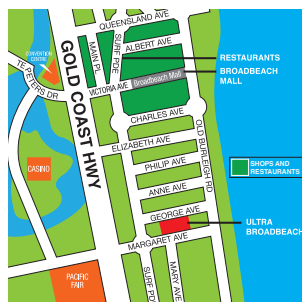 QUEENSLAND AVE
ALBERT AVE
MAIN PL
SURF PDE
RESTAURANTS
CONVENTION
CENTRE
TE PETERS DR
GOLD COAST HWY
Broadbeach Mall
BROADBEACH
MALL
VICTORIA AVE
CHARLES AVE
ELIZABETH AVE
OLD BURLEIGH RD
PHILIP AVE
SHOPS AND
RESTAURANTS
CASINO
ANNE AVE
GEORGE AVE
ULTRA
BROADBEACH
MARGARET AVE
PACIFIC
FAIR
SURF PDE
MARY AVE